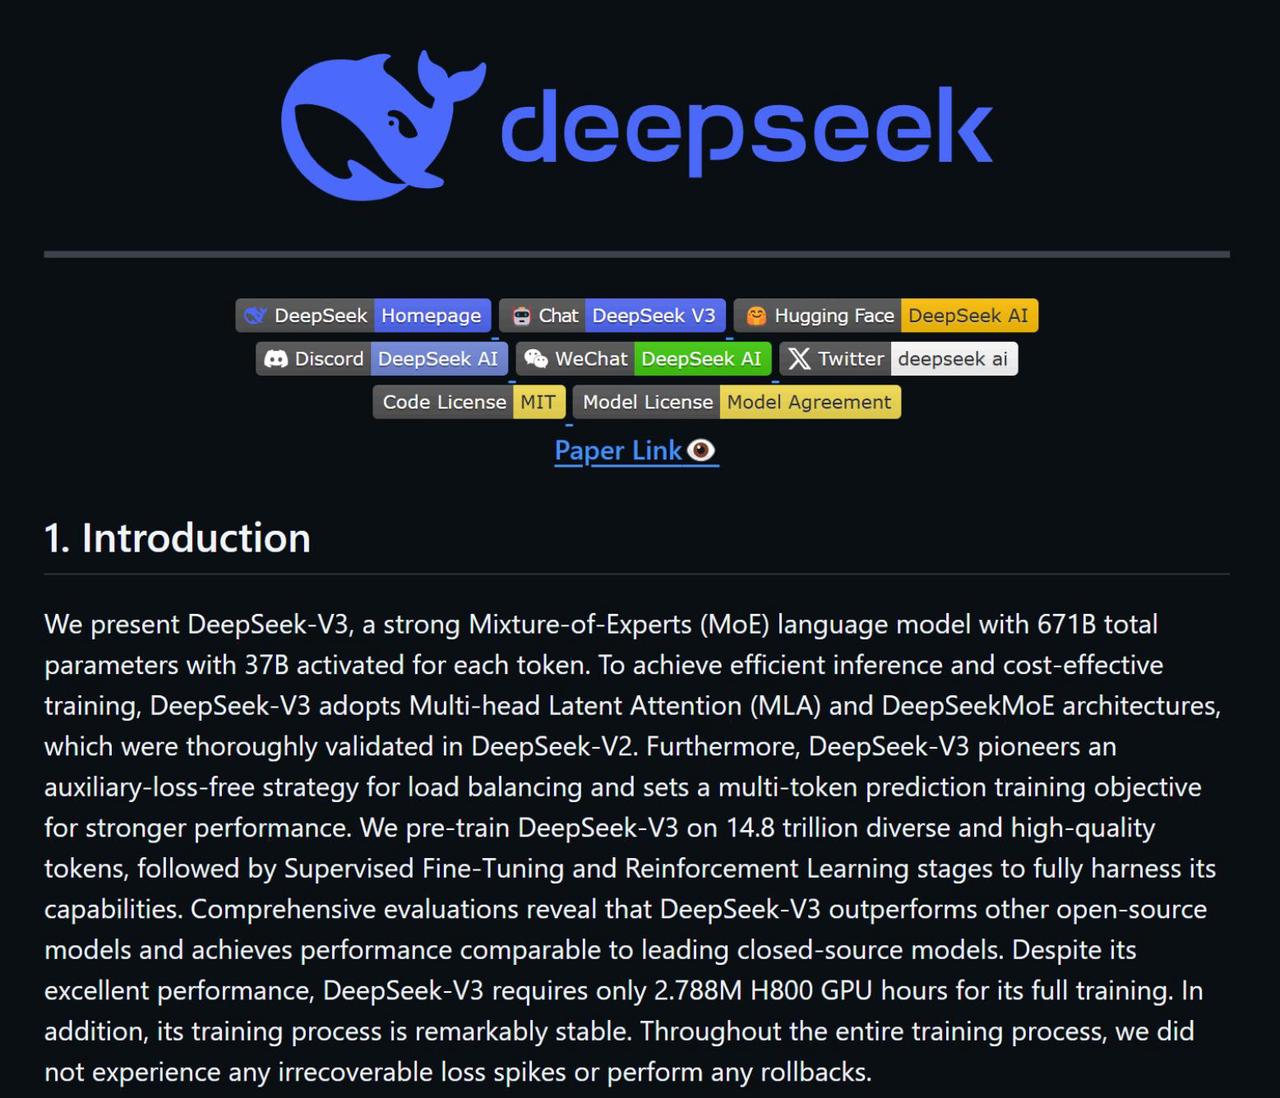 deepseek
DeepSeek Homepage Chat DeepSeek V3 Hugging Face DeepSeek AI
Discord DeepSeek AI WeChat DeepSeek AI Twitter deepseek ai
Code License MIT Model License Model Agreement
Paper Link👁️
1. Introduction
We present DeepSeek-V3, a strong Mixture-of-Experts (MoE) language model with 671B total
parameters with 37B activated for each token. To achieve efficient inference and cost-effective
training, DeepSeek-V3 adopts Multi-head Latent Attention (MLA) and DeepSeekMoE architectures,
which were thoroughly validated in DeepSeek-V2. Furthermore, DeepSeek-V3 pioneers an
auxiliary-loss-free strategy for load balancing and sets a multi-token prediction training objective
for stronger performance. We pre-train DeepSeek-V3 on 14.8 trillion diverse and high-quality
tokens, followed by Supervised Fine-Tuning and Reinforcement Learning stages to fully harness its
capabilities. Comprehensive evaluations reveal that DeepSeek-V3 outperforms other open-source
models and achieves performance comparable to leading closed-source models. Despite its
excellent performance, DeepSeek-V3 requires only 2.788M H800 GPU hours for its full training. In
addition, its training process is remarkably stable. Throughout the entire training process, we did
not experience any irrecoverable loss spikes or perform any rollbacks.